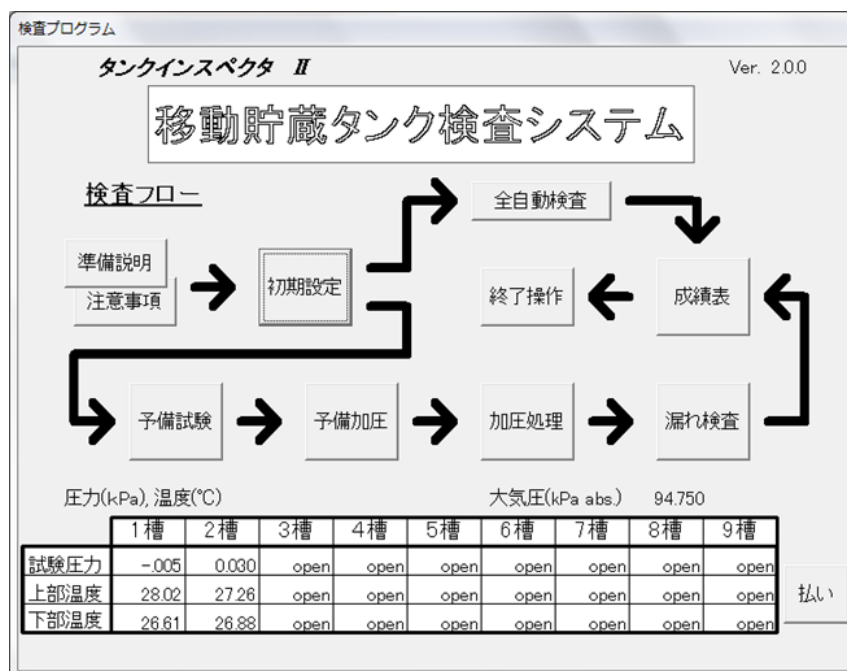 検査プログラム
タンクインスペクタ Ⅱ
Ver. 2.0.0
移動貯蔵タンク検査システム
検査フロー
全自動検査
準備説明
注意事項
初期設定
終了操作
成績表
予備試験
予備加圧
加圧処理
漏れ検査
圧力(kPa), 温度(℃)
大気圧(kPa abs.) 94.750
1槽 2槽 3槽 4槽 5槽 6槽 7槽 8槽 9槽
試験圧力 -.005 0.030 open open open open open open open
上部温度 28.02 27.26 open open open open open open open
下部温度 26.61 26.88 open open open open open open open
払い